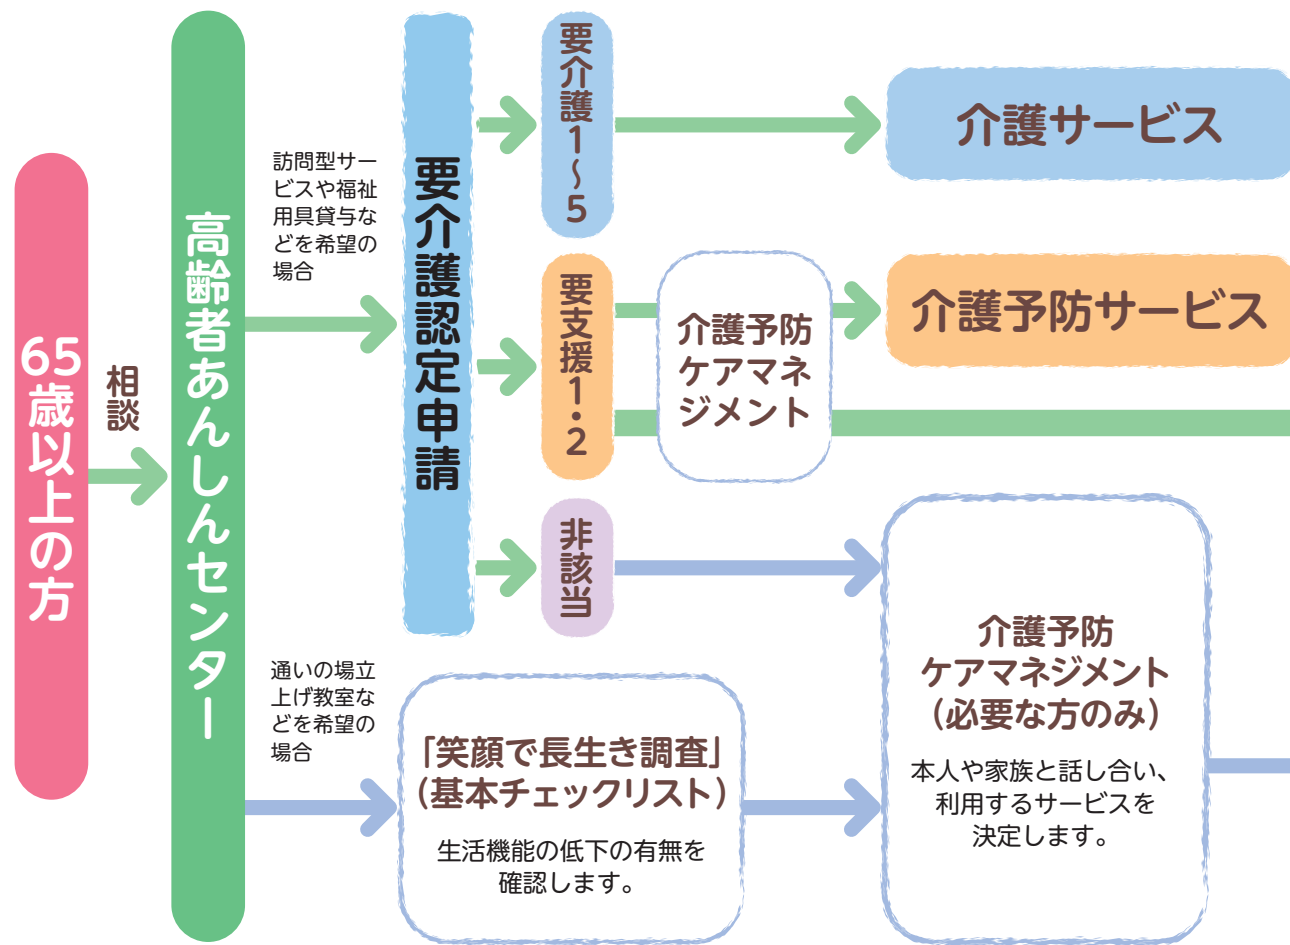 65歳以上の方
相談
高齢者あんしんセンター
訪問型サー
ビスや福祉
用具貸与な
どを希望の
場合
要介護認定申請
要介護1～5
介護サービス
要支援1・2
介護予防
ケアマネ
ジメント
介護予防サービス
非該当
通いの場立
上げ教室な
どを希望の
場合
「笑顔で長生き調査」
（基本チェックリスト）
生活機能の低下の有無を
確認します。
介護予防
ケアマネジメント
（必要な方のみ）
本人や家族と話し合い、
利用するサービスを
決定します。